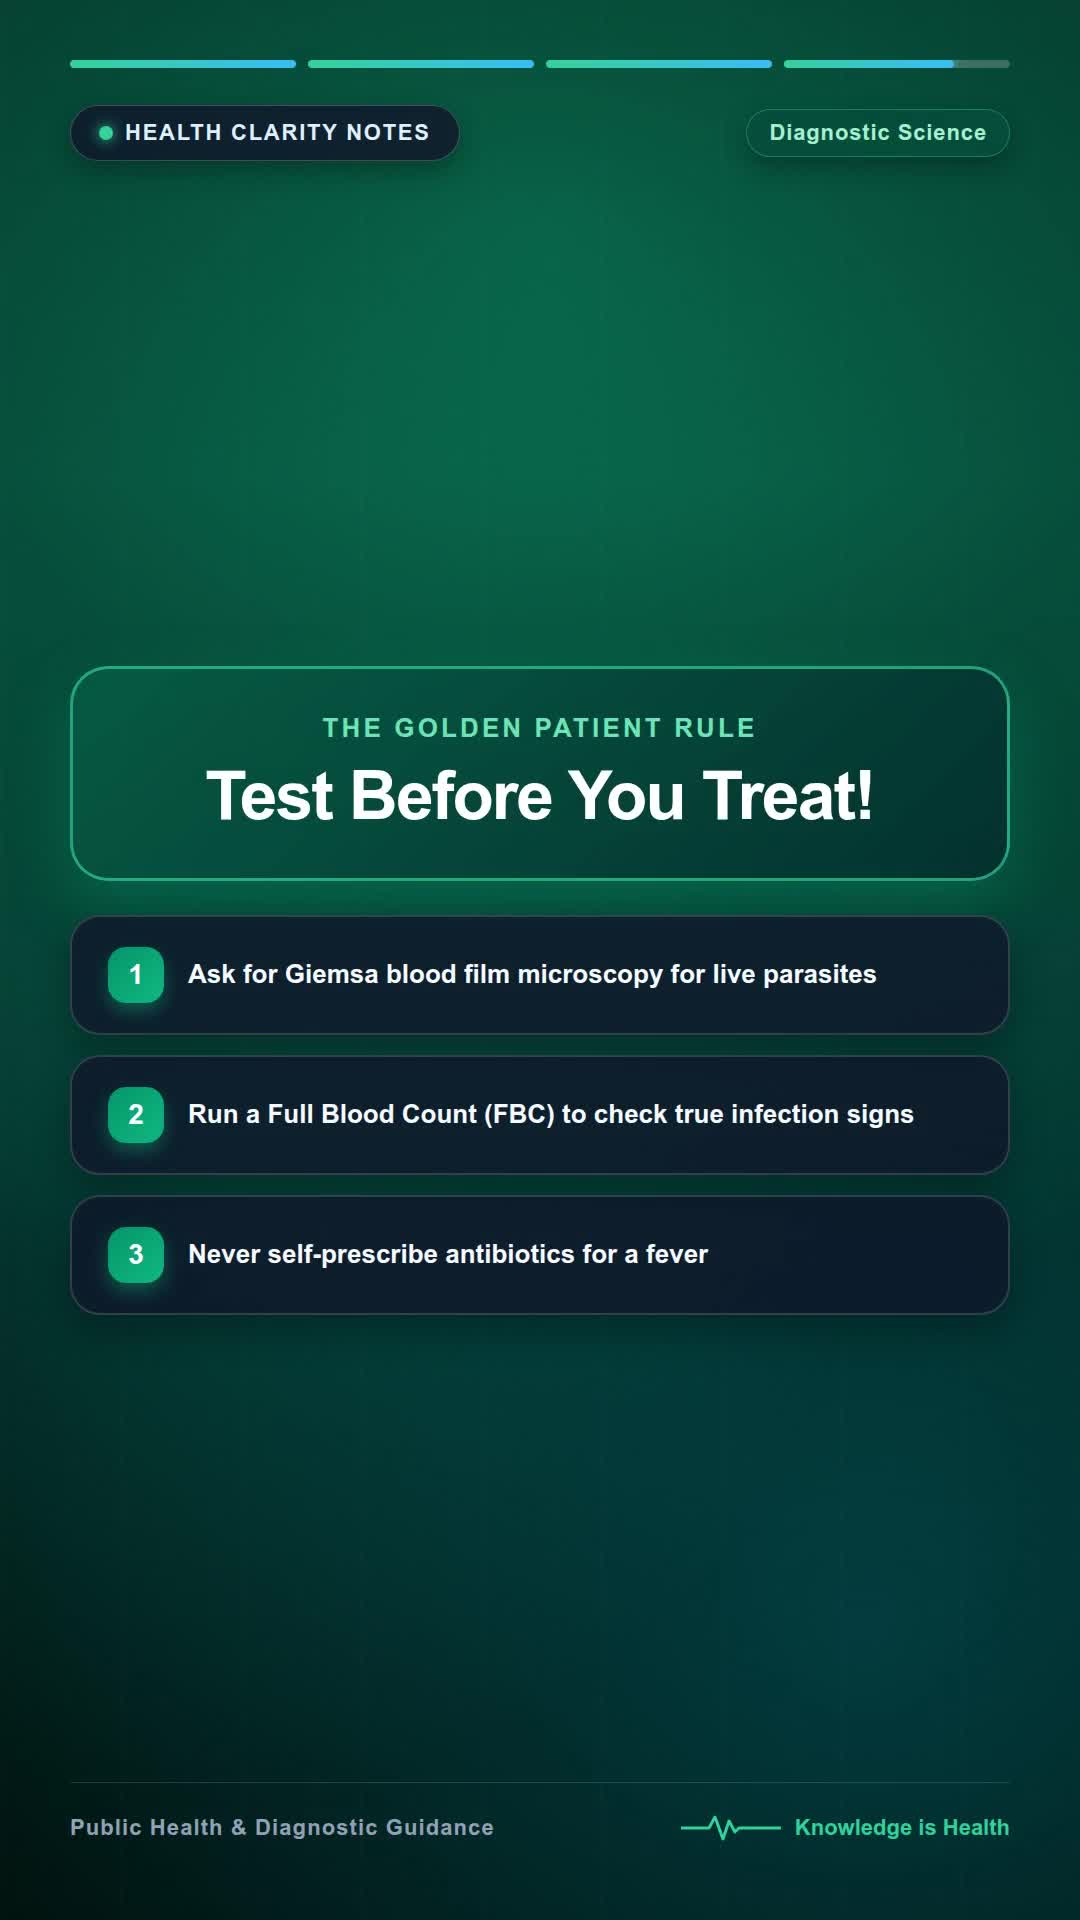 HEALTH CLARITY NOTES
Diagnostic Science
THE GOLDEN PATIENT RULE
Test Before You Treat!
1 Ask for Giemsa blood film microscopy for live parasites
2 Run a Full Blood Count (FBC) to check true infection signs
3 Never self-prescribe antibiotics for a fever
Public Health & Diagnostic Guidance
Knowledge is Health